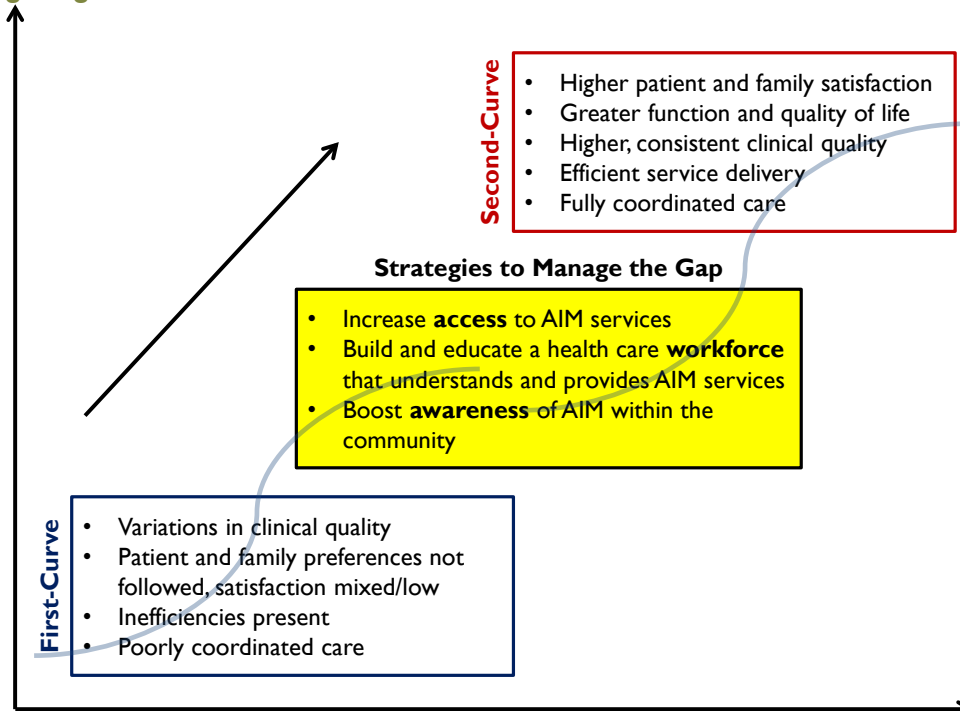 Second-Curve
• Higher patient and family satisfaction
• Greater function and quality of life
• Higher, consistent clinical quality
• Efficient service delivery
• Fully coordinated care
Strategies to Manage the Gap
• Increase access to AIM services
• Build and educate a health care workforce
that understands and provides AIM services
• Boost awareness of AIM within the
community
First-Curve
• Variations in clinical quality
• Patient and family preferences not
followed, satisfaction mixed/low
• Inefficiencies present
• Poorly coordinated care